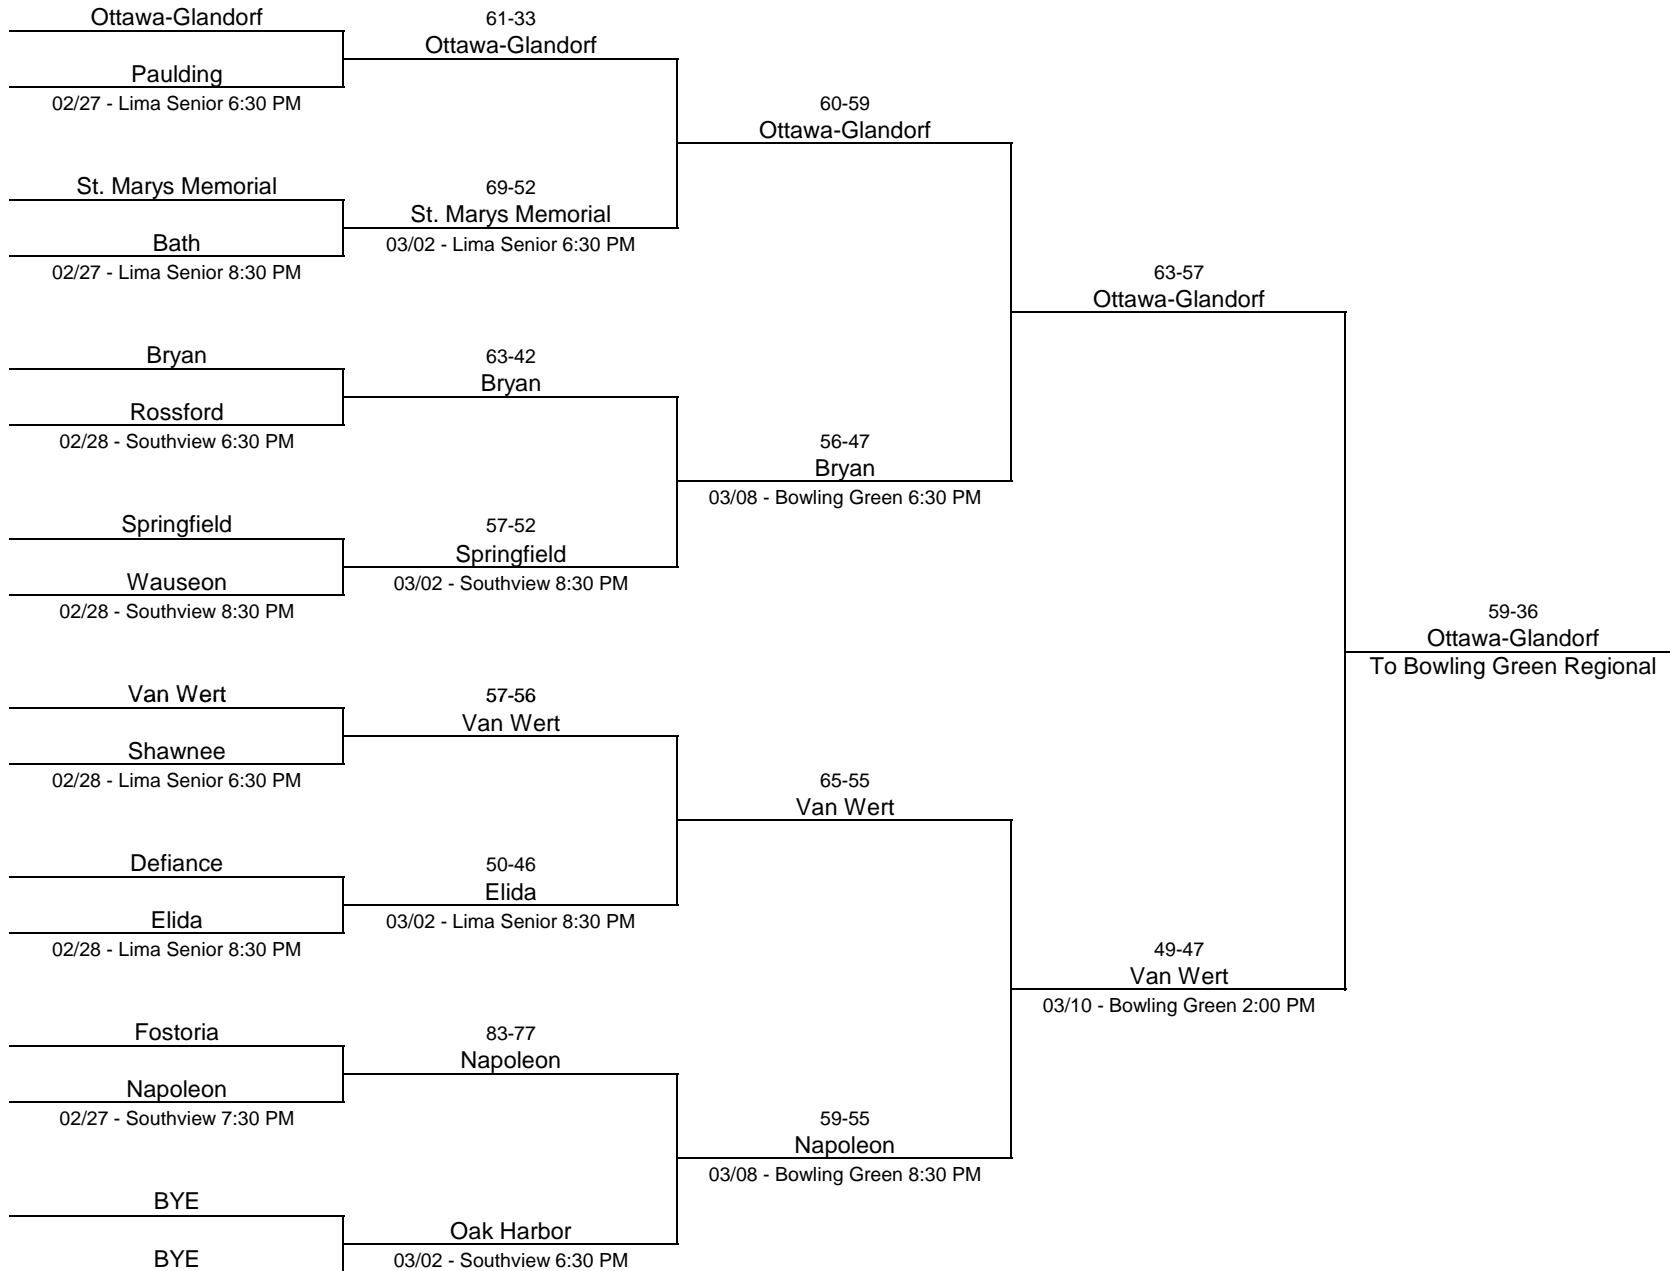 Ottawa-Glandorf
61-33
Ottawa-Glandorf
Paulding
02/27 - Lima Senior 6:30 PM
60-59
Ottawa-Glandorf
St. Marys Memorial
69-52
St. Marys Memorial
Bath
03/02 - Lima Senior 6:30 PM
02/27 - Lima Senior 8:30 PM
63-57
Ottawa-Glandorf
Bryan
63-42
Bryan
Rossford
02/28 - Southview 6:30 PM
56-47
Bryan
03/08 - Bowling Green 6:30 PM
Springfield
57-52
Springfield
Wauseon
03/02 - Southview 8:30 PM
02/28 - Southview 8:30 PM
59-36
Ottawa-Glandorf
To Bowling Green Regional
Van Wert
57-56
Van Wert
Shawnee
02/28 - Lima Senior 6:30 PM
65-55
Van Wert
Defiance
50-46
Elida
Elida
03/02 - Lima Senior 8:30 PM
02/28 - Lima Senior 8:30 PM
49-47
Van Wert
03/10 - Bowling Green 2:00 PM
Fostoria
83-77
Napoleon
Napoleon
02/27 - Southview 7:30 PM
59-55
Napoleon
03/08 - Bowling Green 8:30 PM
BYE
Oak Harbor
BYE
03/02 - Southview 6:30 PM